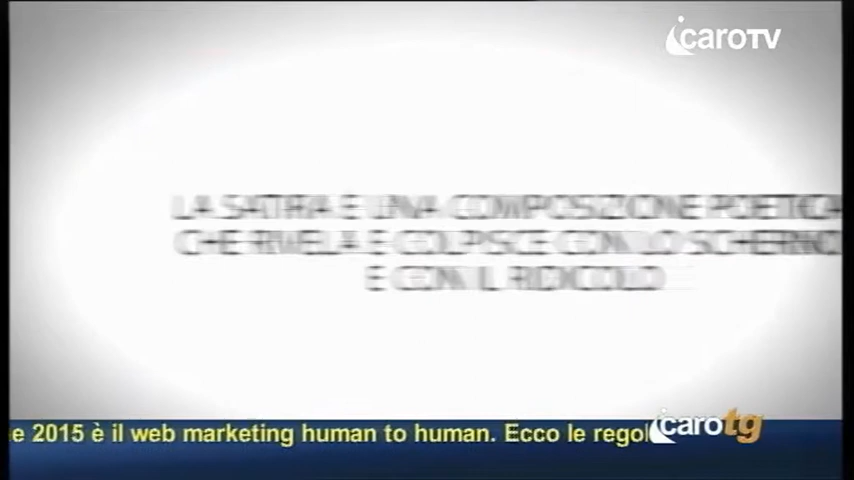 icaroTV
LA SATIRA È UNA COMPOSIZIONE POETICA
CHE RIVELA E COLPISCE CON LO SCHERNO
E CON IL RIDICOLO
e 2015 è il web marketing human to human. Ecco le regol
icarotg